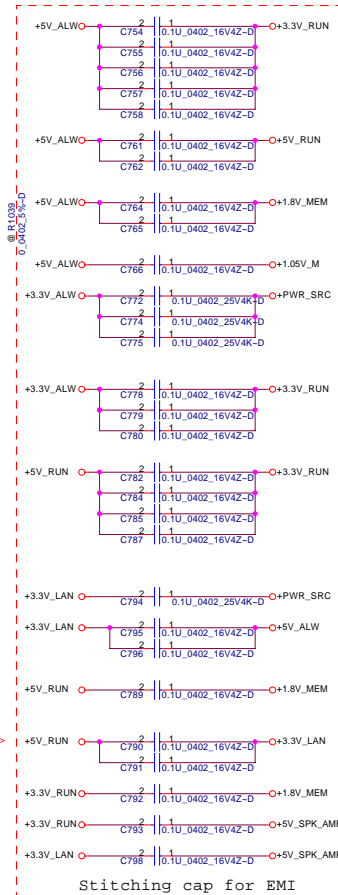 +5V_ALW 2 1 +3.3V_RUN
C754 0.1U_0402_16V4Z~D
2 1
C755 0.1U_0402_16V4Z~D
2 1
C756 0.1U_0402_16V4Z~D
2 1
C757 0.1U_0402_16V4Z~D
2 1
C758 0.1U_0402_16V4Z~D
+5V_ALW 2 1 +5V_RUN
C761 0.1U_0402_16V4Z~D
2 1
C762 0.1U_0402_16V4Z~D
@ R1039
0_0402_5%~D
+5V_ALW 2 1 +1.8V_MEM
C764 0.1U_0402_16V4Z~D
2 1
C765 0.1U_0402_16V4Z~D
+5V_ALW 2 1 +1.05V_M
C766 0.1U_0402_16V4Z~D
+3.3V_ALW 2 1 +PWR_SRC
C772 0.1U_0402_25V4K~D
2 1
C774 0.1U_0402_25V4K~D
2 1
C775 0.1U_0402_25V4K~D
+3.3V_ALW 2 1 +3.3V_RUN
C778 0.1U_0402_16V4Z~D
2 1
C779 0.1U_0402_16V4Z~D
2 1
C780 0.1U_0402_16V4Z~D
+5V_RUN 2 1 +3.3V_RUN
C782 0.1U_0402_16V4Z~D
2 1
C784 0.1U_0402_16V4Z~D
2 1
C785 0.1U_0402_16V4Z~D
2 1
C787 0.1U_0402_16V4Z~D
+3.3V_LAN 2 1 +PWR_SRC
C794 0.1U_0402_25V4K~D
+3.3V_LAN 2 1 +5V_ALW
C795 0.1U_0402_16V4Z~D
2 1
C796 0.1U_0402_16V4Z~D
+5V_RUN 2 1 +1.8V_MEM
C789 0.1U_0402_16V4Z~D
+5V_RUN 2 1 +3.3V_LAN
C790 0.1U_0402_16V4Z~D
2 1
C791 0.1U_0402_16V4Z~D
+3.3V_RUN 2 1 +1.8V_MEM
C792 0.1U_0402_16V4Z~D
+3.3V_RUN 2 1 +5V_SPK_AM
C793 0.1U_0402_16V4Z~D
+3.3V_LAN 2 1 +5V_SPK_AM
C798 0.1U_0402_16V4Z~D
Stitching cap for EMI